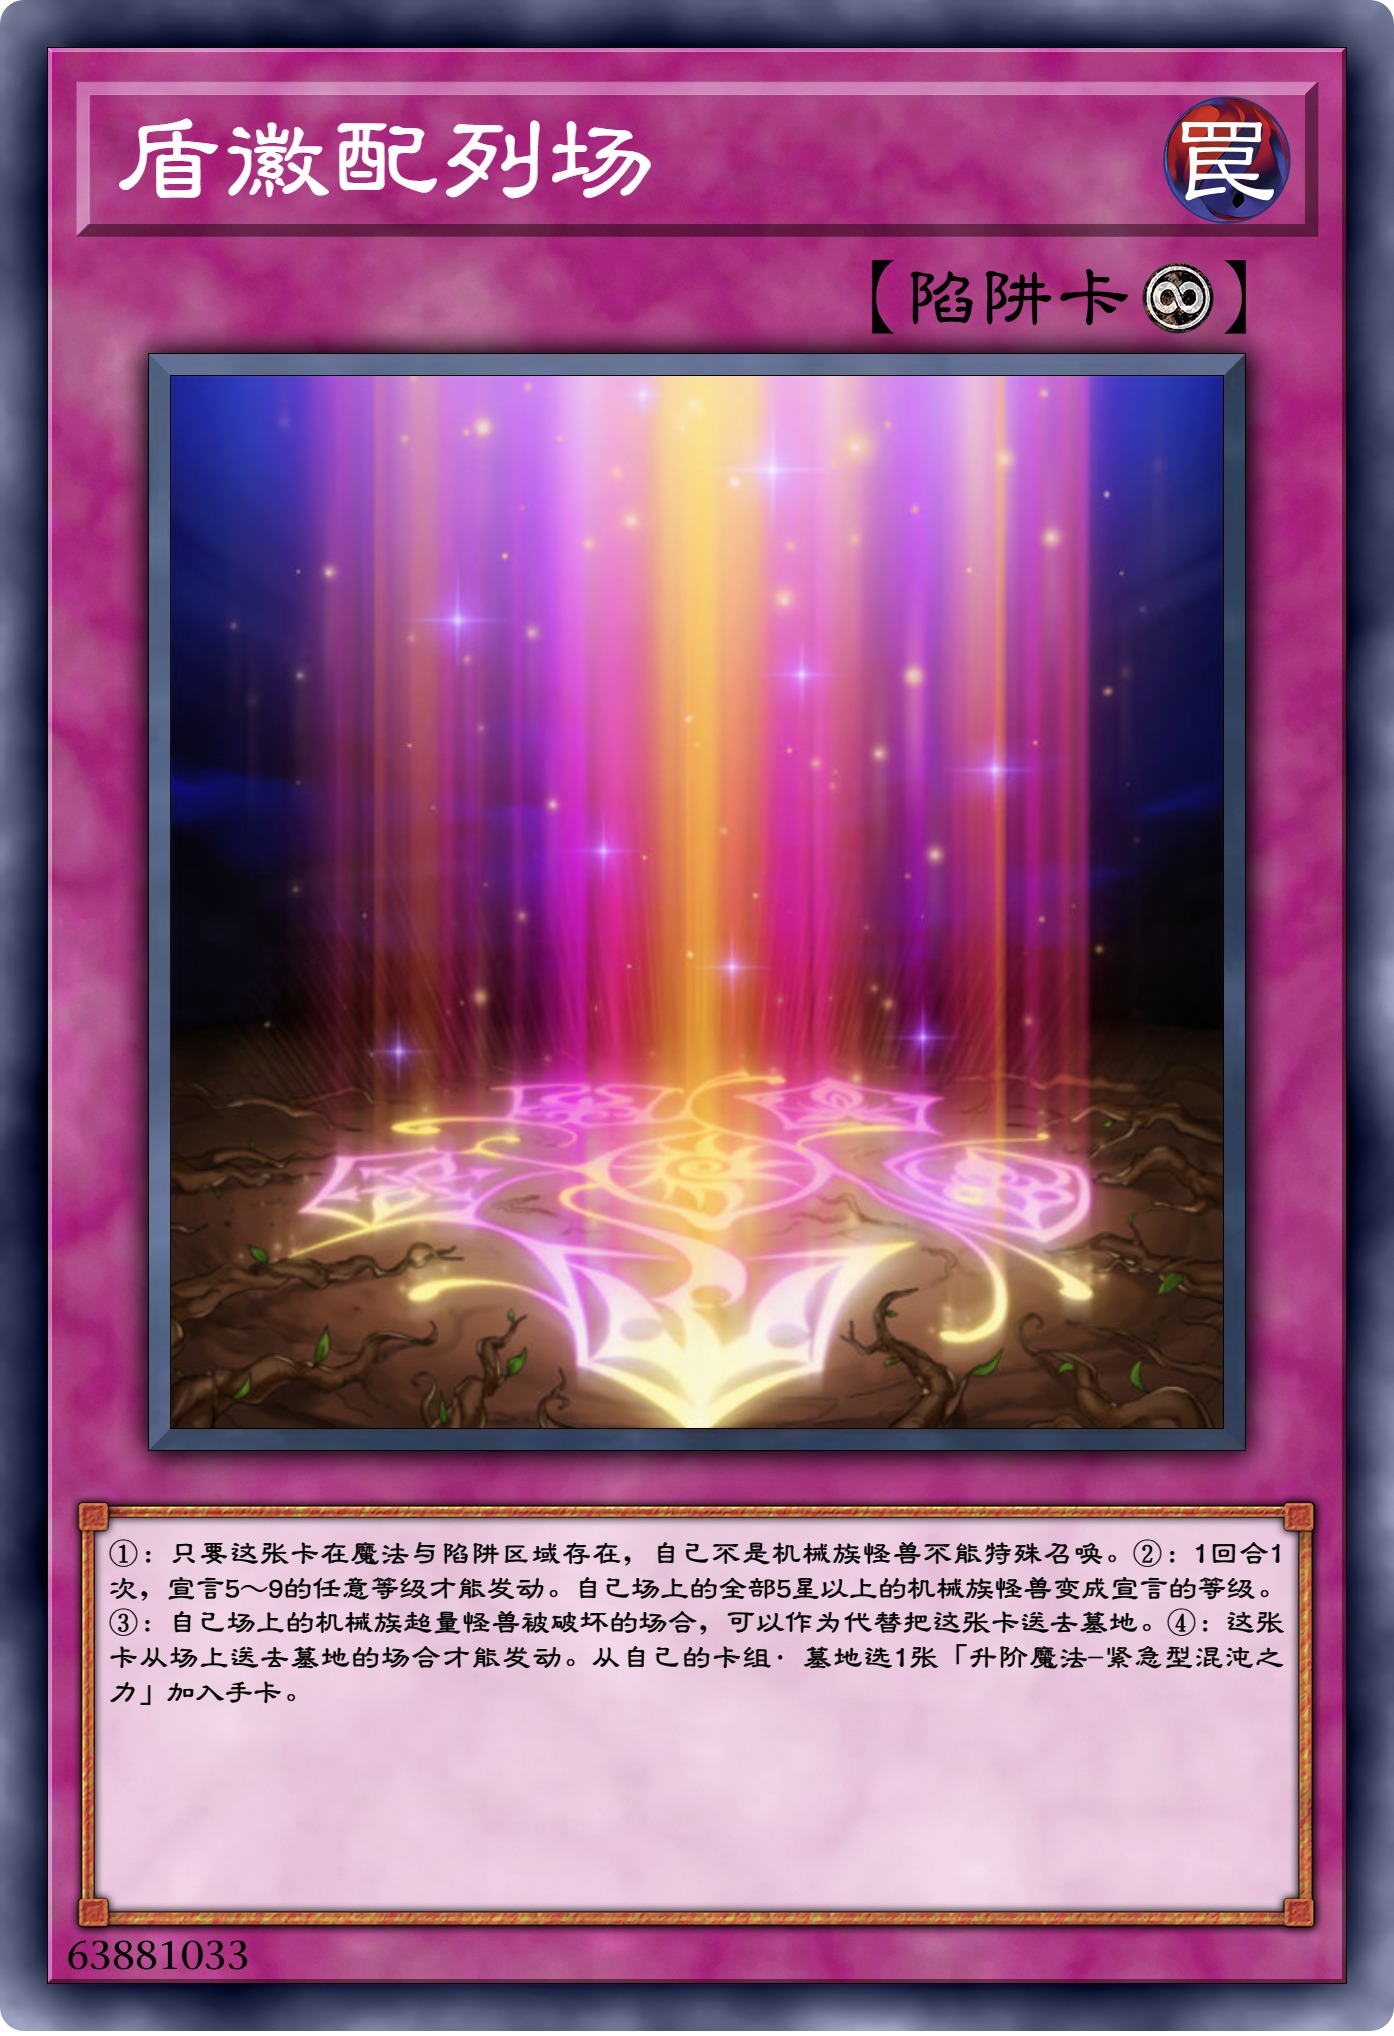 盾徽配列场
罠
【陷阱卡∞】
①：只要这张卡在魔法与陷阱区域存在，自己不是机械族怪兽不能特殊召唤。②：1回合1
次，宣言5～9的任意等级才能发动。自己场上的全部5星以上的机械族怪兽变成宣言的等级。
③：自己场上的机械族超量怪兽被破坏的场合，可以作为代替把这张卡送去墓地。④：这张
卡从场上送去墓地的场合才能发动。从自己的卡组·墓地选1张「升阶魔法-紧急型混沌之
力」加入手卡。
63881033